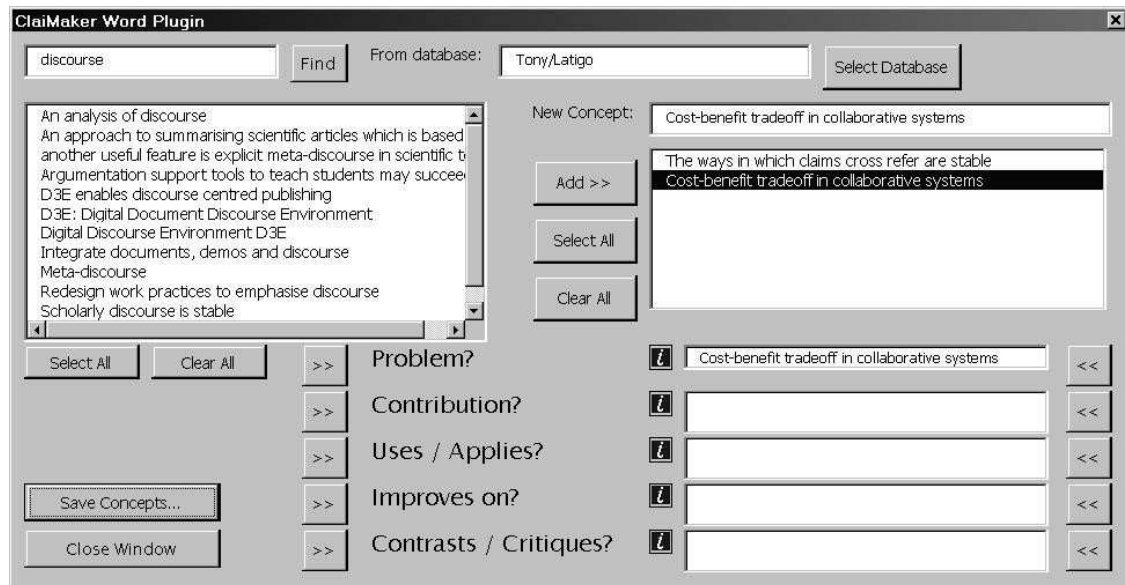 ClaiMaker Word Plugin
discourse
Find
From database:
Tony/Latigo
Select Database
An analysis of discourse
An approach to summarising scientific articles which is based
another useful feature is explicit meta-discourse in scientific t
Argumentation support tools to teach students may succee
D3E enables discourse centred publishing
D3E: Digital Document Discourse Environment
Digital Discourse Environment D3E
Integrate documents, demos and discourse
Meta-discourse
Redesign work practices to emphasise discourse
Scholarly discourse is stable
New Concept:
Cost-benefit tradeoff in collaborative systems
The ways in which claims cross refer are stable
Cost-benefit tradeoff in collaborative systems
Add >>
Select All
Clear All
Select All
Clear All
>> Problem? i Cost-benefit tradeoff in collaborative systems <<
>> Contribution? i <<
>> Uses / Applies? i <<
Save Concepts... >> Improves on? i <<
Close Window >> Contrasts / Critiques? i <<